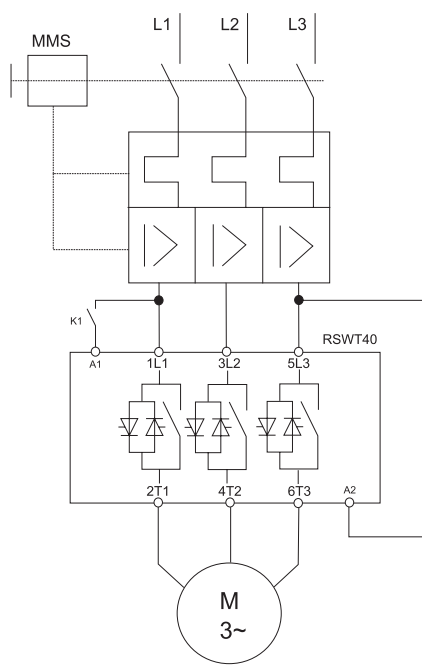 L1 L2 L3
MMS
K1
RSWT40
A1 1L1 3L2 5L3
2T1 4T2 6T3 A2
M
3~